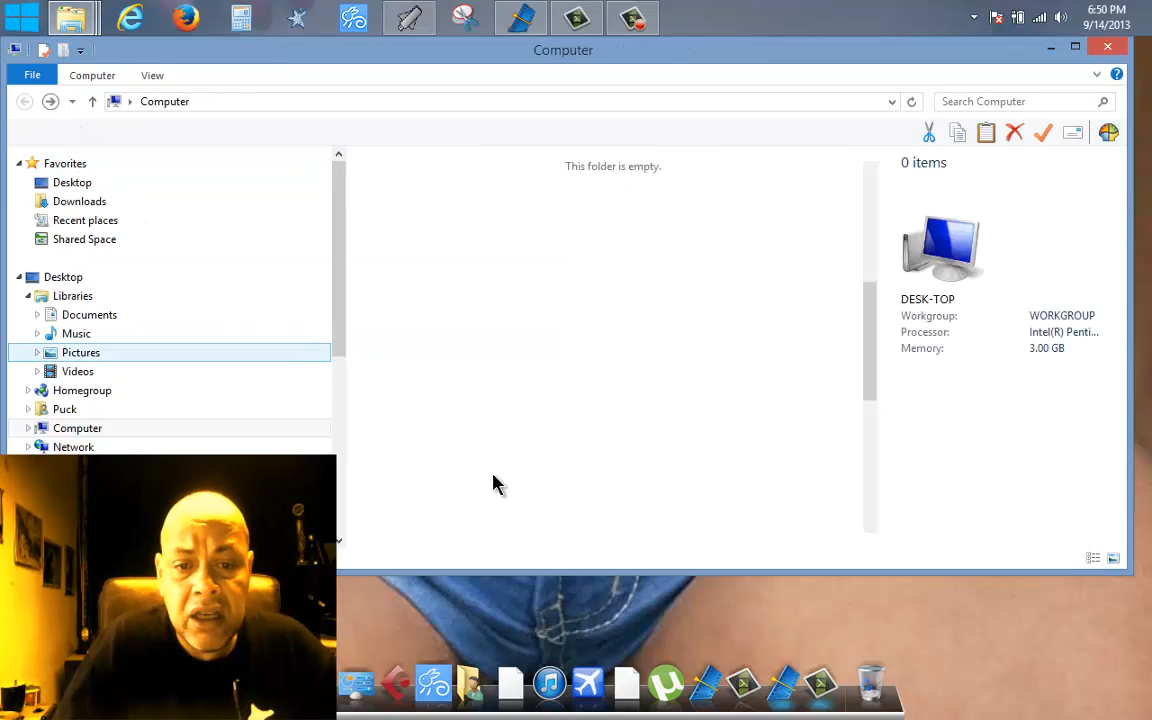 6:50 PM
9/14/2013
Computer
File
Computer
View
Computer
Search Computer
Favorites
Desktop
Downloads
Recent places
Shared Space
Desktop
Libraries
Documents
Music
Pictures
Videos
Homegroup
Puck
Computer
Network
This folder is empty.
0 items
DESK-TOP
Workgroup: WORKGROUP
Processor: Intel(R) Penti...
Memory: 3.00 GB